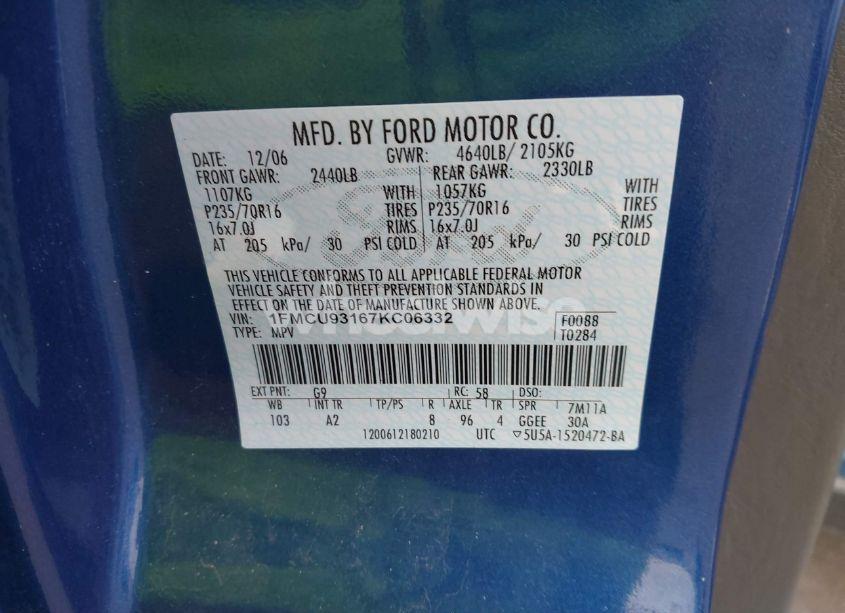 MFD. BY FORD MOTOR CO.
DATE: 12/06 GVWR: 4640LB/ 2105KG
FRONT GAWR: 2440LB REAR GAWR: 2330LB
1107KG WITH 1057KG WITH
P235/70R16 TIRES P235/70R16 TIRES
16x7.0J RIMS 16x7.0J RIMS
AT 205 kPa/ 30 PSI COLD AT 205 kPa/ 30 PSI COLD
Ford
THIS VEHICLE CONFORMS TO ALL APPLICABLE FEDERAL MOTOR
VEHICLE SAFETY AND THEFT PREVENTION STANDARDS IN
EFFECT ON THE DATE OF MANUFACTURE SHOWN ABOVE.
VIN: 1FMCU93167KC06332 F0088
TYPE: MPV T0284
EXT PNT: G9 RC: 58 DSO:
WB INT TR TP/PS R AXLE TR SPR 7M11A
103 A2 8 96 4 GGEE 30A
1200612180210 UTC ▽5U5A-1520472-BA